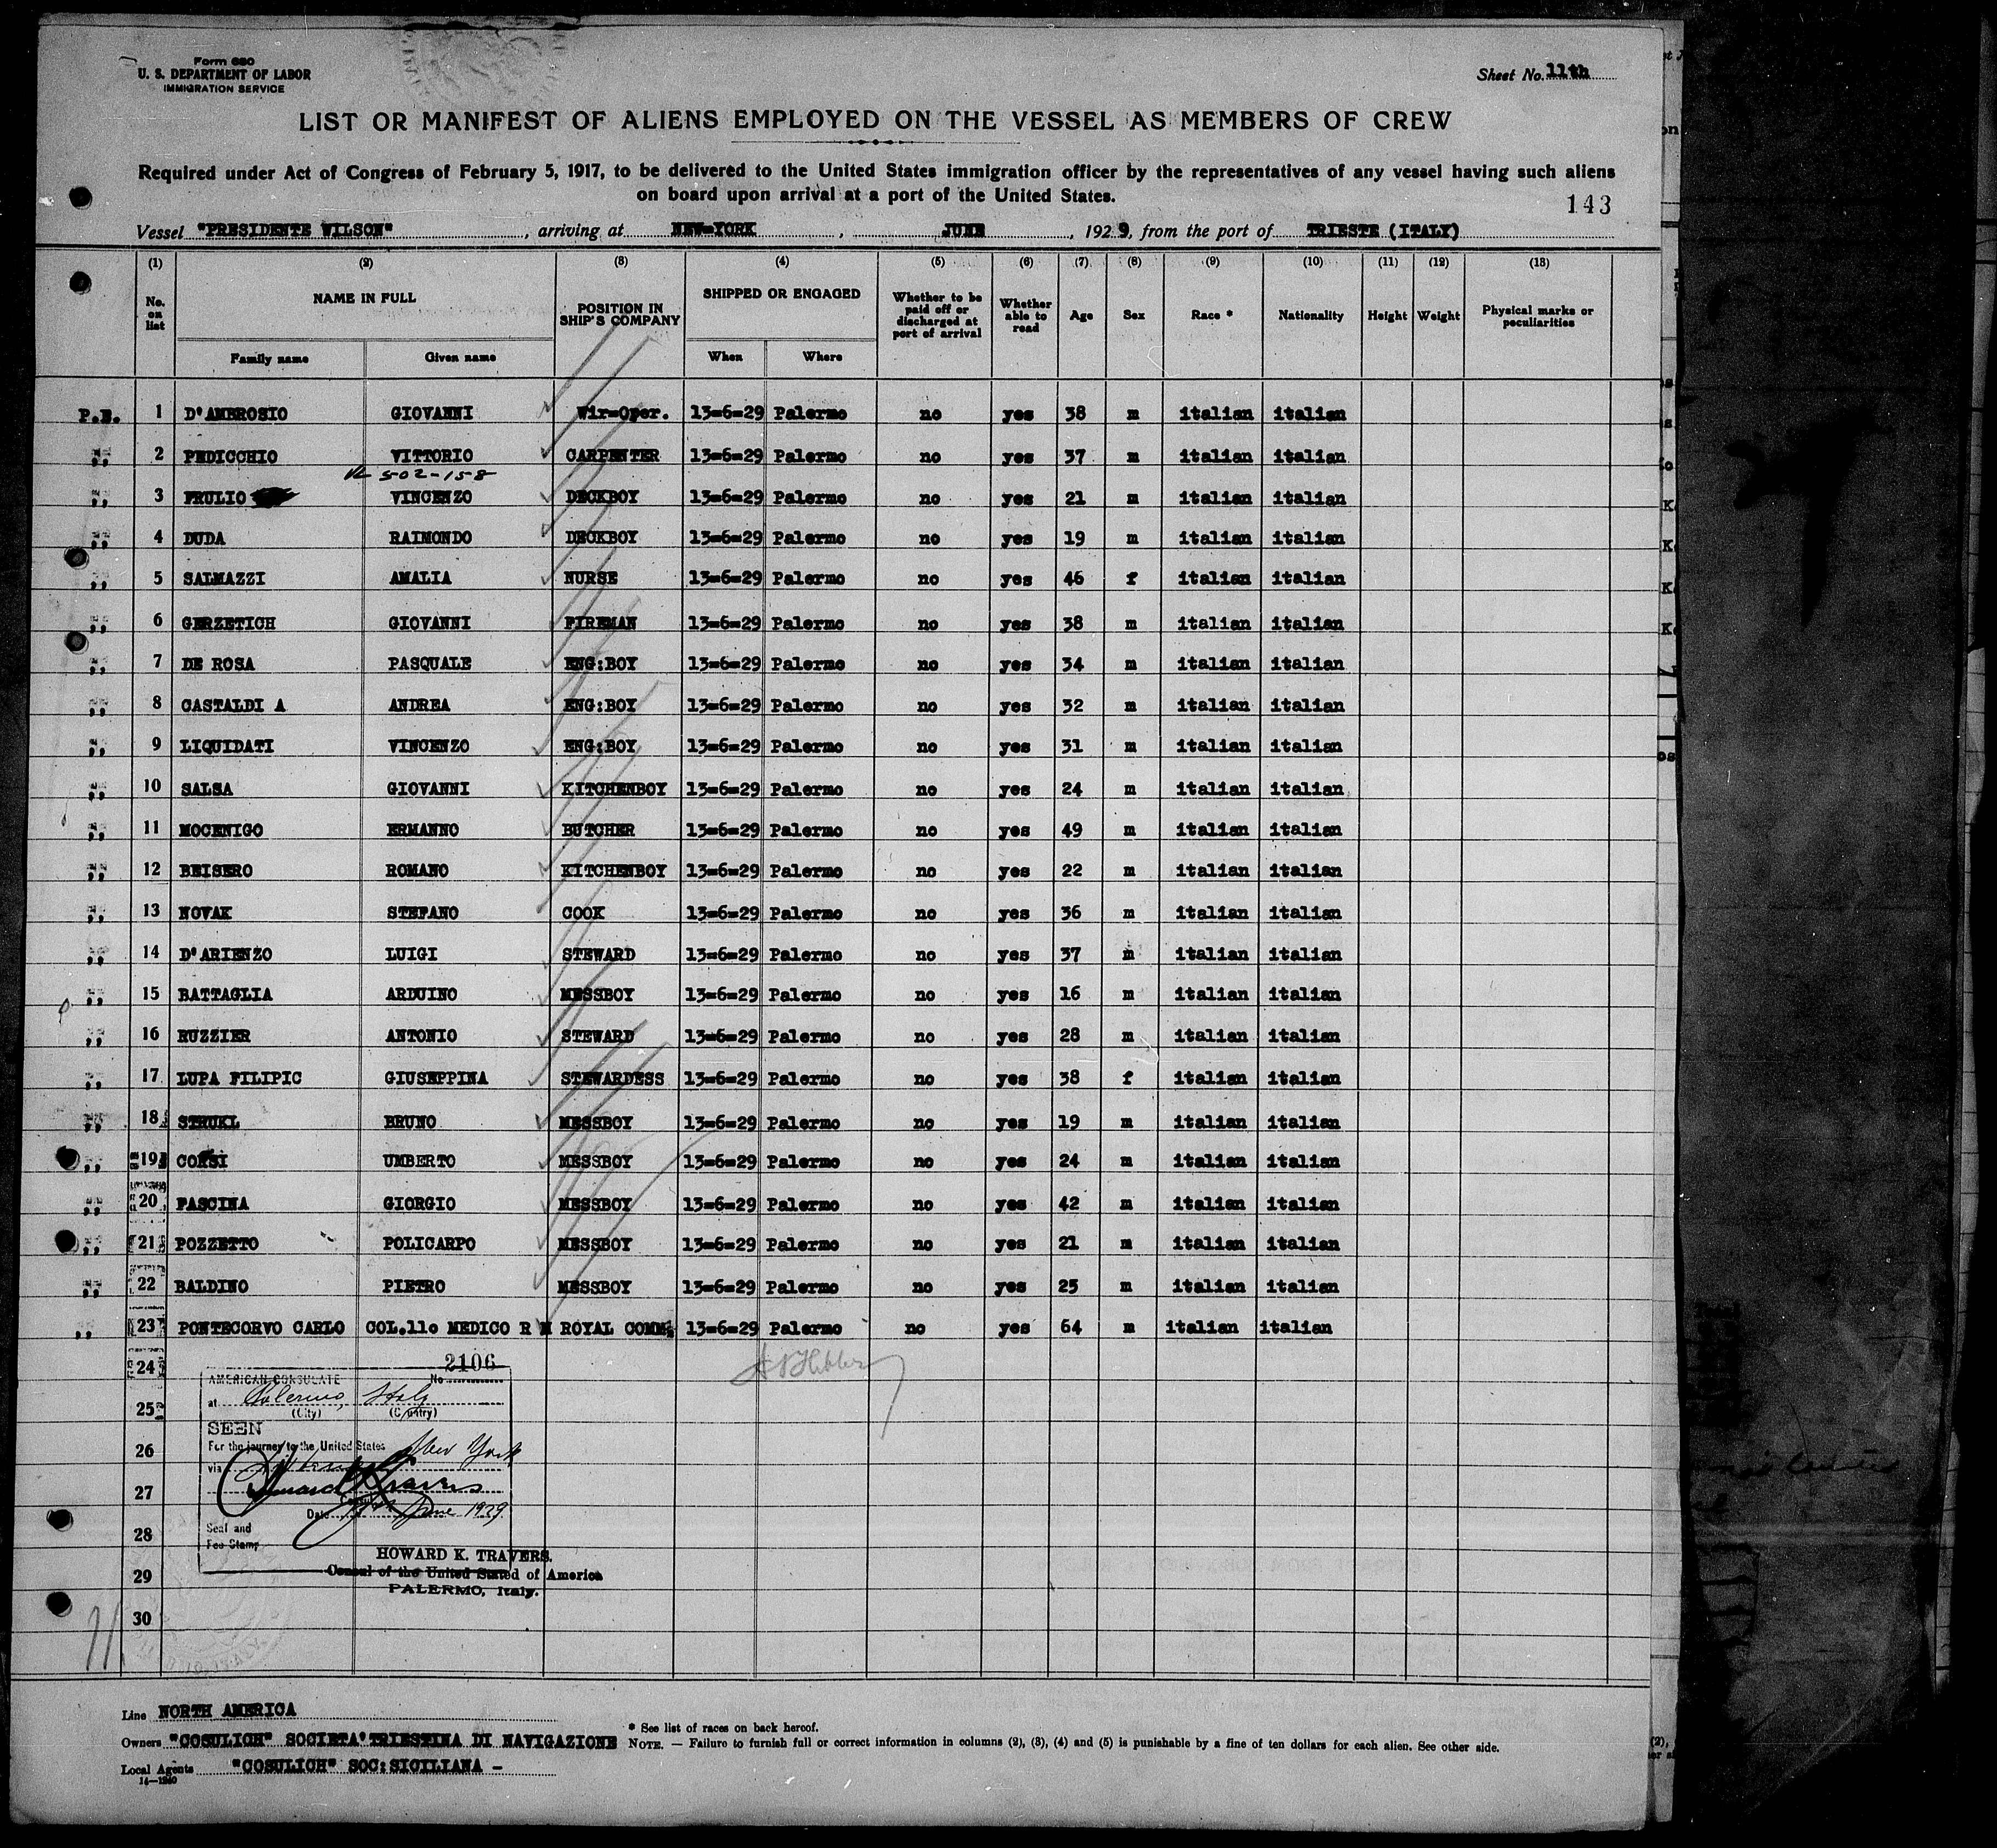 Form 680
U. S. DEPARTMENT OF LABOR
IMMIGRATION SERVICE
Sheet No. 11th
LIST OR MANIFEST OF ALIENS EMPLOYED ON THE VESSEL AS MEMBERS OF CREW
Required under Act of Congress of February 5, 1917, to be delivered to the United States immigration officer by the representatives of any vessel having such aliens
on board upon arrival at a port of the United States.
143
Vessel "PRESIDENTE WILSON", arriving at NEW=YORK, JUNE, 1929, from the port of TRIESTE (ITALY)
(1) (2) (3) (4) (5) (6) (7) (8) (9) (10) (11) (12) (13)
No. on list NAME IN FULL POSITION IN SHIP'S COMPANY SHIPPED OR ENGAGED Whether to be paid off or discharged at port of arrival Whether able to read Age Sex Race * Nationality Height Weight Physical marks or peculiarities
Family name Given name When Where
P.E. 1 D'AMBROSIO GIOVANNI Wir=Oper. 13=6=29 Palermo no yes 38 m italian italian
,, 2 PEDICCHIO VITTORIO CARPENTER 13=6=29 Palermo no yes 37 m italian italian
502-158
,, 3 FRULIO VINCENZO DECKBOY 13=6=29 Palermo no yes 21 m italian italian
,, 4 DUDA RAIMONDO DECKBOY 13=6=29 Palermo no yes 19 m italian italian
,, 5 SALMAZZI AMALIA NURSE 13=6=29 Palermo no yes 46 f italian italian
,, 6 GERZETICH GIOVANNI FIREMAN 13=6=29 Palermo no yes 38 m italian italian
,, 7 DE ROSA PASQUALE ENG:BOY 13=6=29 Palermo no yes 34 m italian italian
,, 8 CASTALDI A ANDREA ENG:BOY 13=6=29 Palermo no yes 32 m italian italian
,, 9 LIQUIDATI VINCENZO ENG:BOY 13=6=29 Palermo no yes 31 m italian italian
,, 10 SALSA GIOVANNI KITCHENBOY 13=6=29 Palermo no yes 24 m italian italian
,, 11 MOCENIGO ERMANNO BUTCHER 13=6=29 Palermo no yes 49 m italian italian
,, 12 BEISERO ROMANO KITCHENBOY 13=6=29 Palermo no yes 22 m italian italian
,, 13 NOVAK STEFANO COOK 13=6=29 Palermo no yes 36 m italian italian
,, 14 D'ARIENZO LUIGI STEWARD 13=6=29 Palermo no yes 37 m italian italian
,, 15 BATTAGLIA ARDUINO MESSBOY 13=6=29 Palermo no yes 16 m italian italian
,, 16 RUZZIER ANTONIO STEWARD 13=6=29 Palermo no yes 28 m italian italian
,, 17 LUPA FILIPIC GIUSEPPINA STEWARDESS 13=6=29 Palermo no yes 38 f italian italian
,, 18 STRUKL BRUNO MESSBOY 13=6=29 Palermo no yes 19 m italian italian
,, 19 CORSI UMBERTO MESSBOY 13=6=29 Palermo no yes 24 m italian italian
,, 20 FASCINA GIORGIO MESSBOY 13=6=29 Palermo no yes 42 m italian italian
,, 21 POZZETTO POLICARPO MESSBOY 13=6=29 Palermo no yes 21 m italian italian
,, 22 BALDINO PIETRO MESSBOY 13=6=29 Palermo no yes 25 m italian italian
,, 23 PONTECORVO CARLO COL.llo MEDICO R M ROYAL COMM: 13=6=29 Palermo no yes 64 m italian italian
24
2106
AMERICAN CONSULATE No.
at Palermo, Italy
25
(City) (Country)
SEEN
26
For the journey to the United States
via New York
27
Consul
Date June 1929.
28
Seal and
Fee Stamp
HOWARD K. TRAVERS.
29
Consul of the United States of America
PALERMO, Italy.
30
11.
Line NORTH AMERICA
* See list of races on back hereof.
Owners "COSULICH" SOCIETA' TRIESTINA DI NAVIGAZIONE
NOTE. — Failure to furnish full or correct information in columns (2), (3), (4) and (5) is punishable by a fine of ten dollars for each alien. See other side.
Local Agents "COSULICH" SOC:SICILIANA -
14—1240